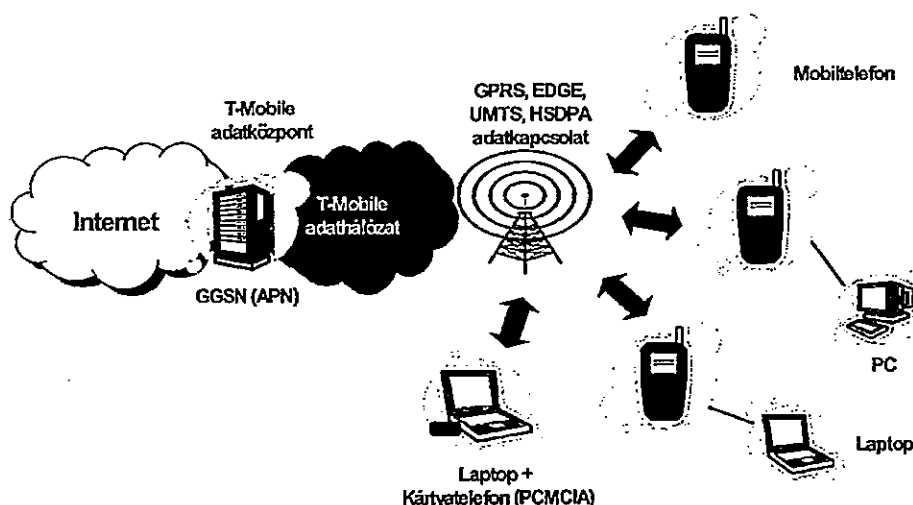 T-Mobile
adatközpont
GPRS, EDGE,
UMTS, HSDPA
adatkapcsolat
Mobiltelefon
Internet
T-Mobile
adathálózat
GGSN (APN)
PC
Laptop
Laptop +
Kártyatelefon (PCMCIA)